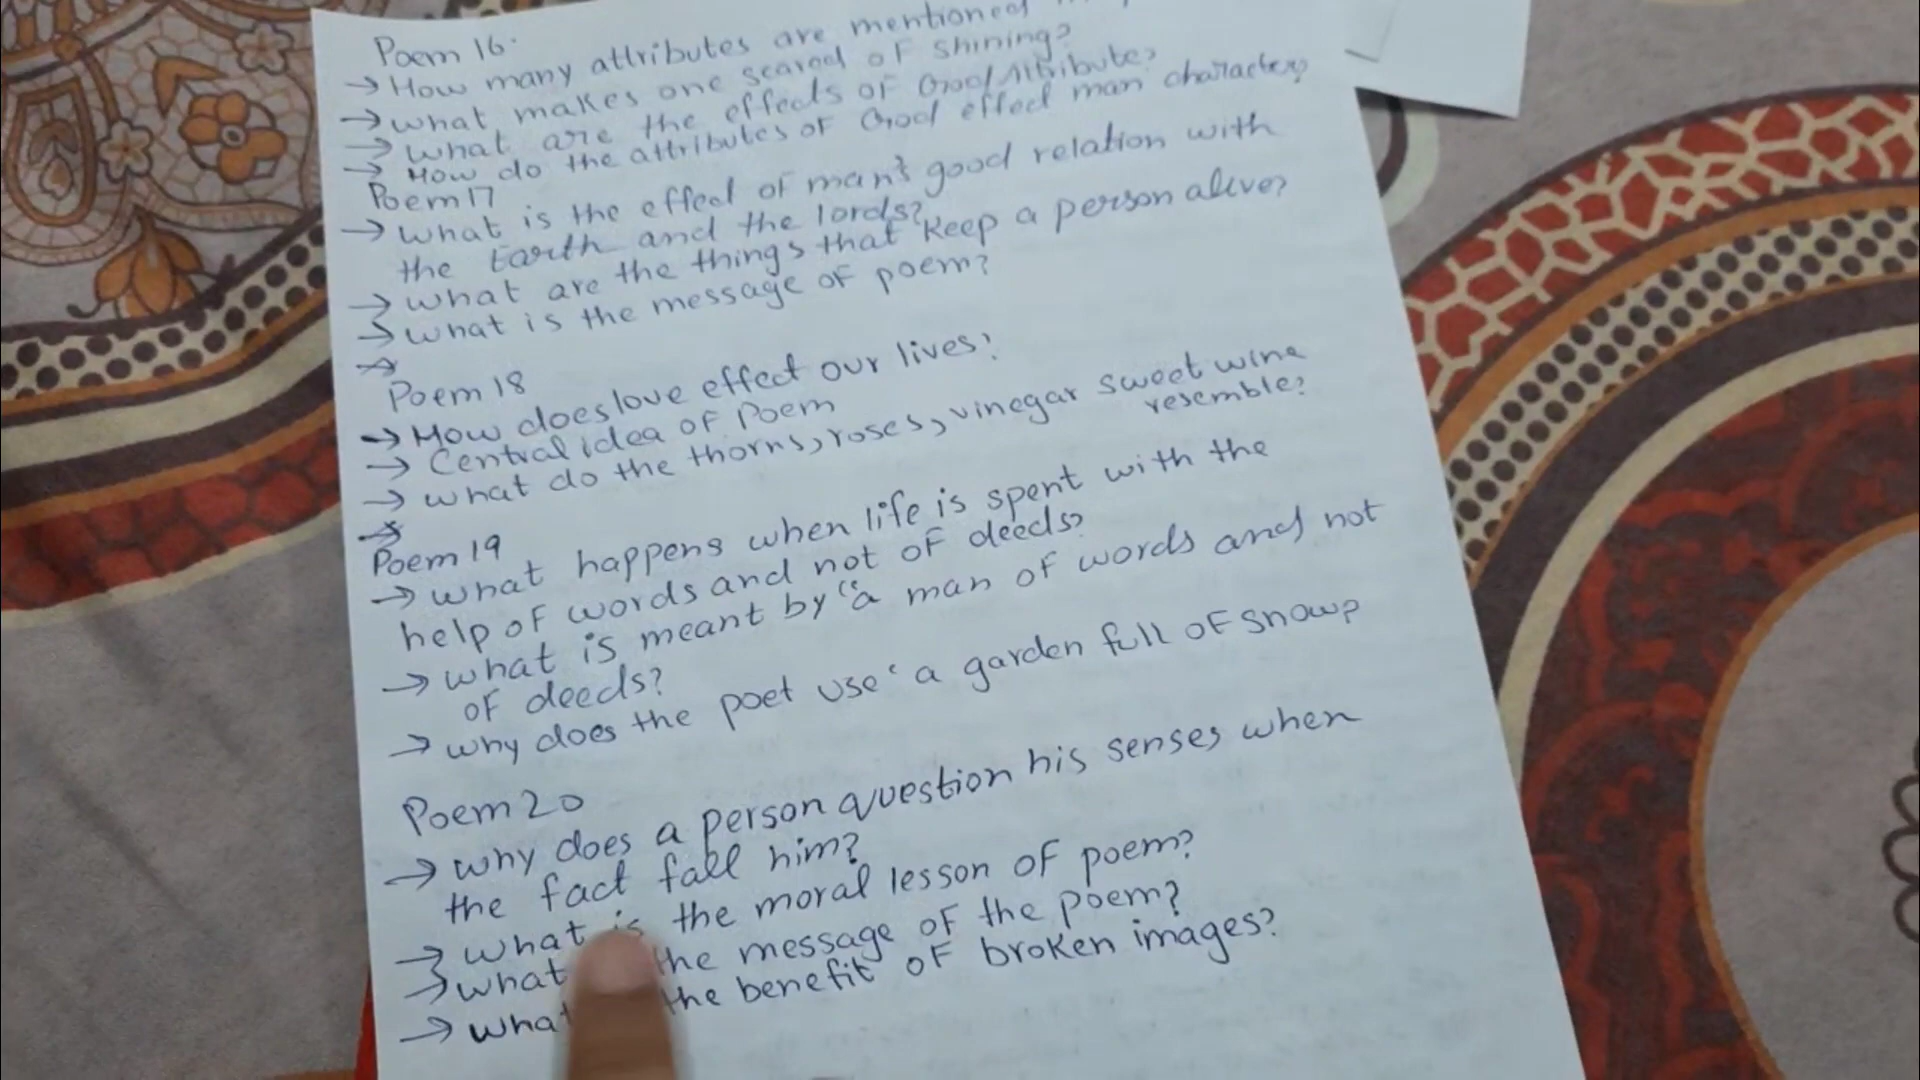 Poem 16.
→ How many attributes are mentioned
→ what makes one scared of shining?
→ what are the effects of God Attribute?
→ How do the attributes of God effect man character?
Poem 17
→ what is the effect of man's good relation with
the Earth and the lords?
→ what are the things that keep a person alive?
→ what is the message of poem?
→
Poem 18
→ How does love effect our lives?
→ Central idea of Poem
→ what do the thorns, roses, vinegar sweet wine
resemble?
→
Poem 19
→ what happens when life is spent with the
help of words and not of deeds?
→ what is meant by "a man of words and not
of deeds?
→ why does the poet use 'a garden full of snow?
Poem 20
→ why does a person question his senses when
the fact fall him?
→ what is the moral lesson of poem?
→ what the message of the poem?
→ what the benefit of broken images?